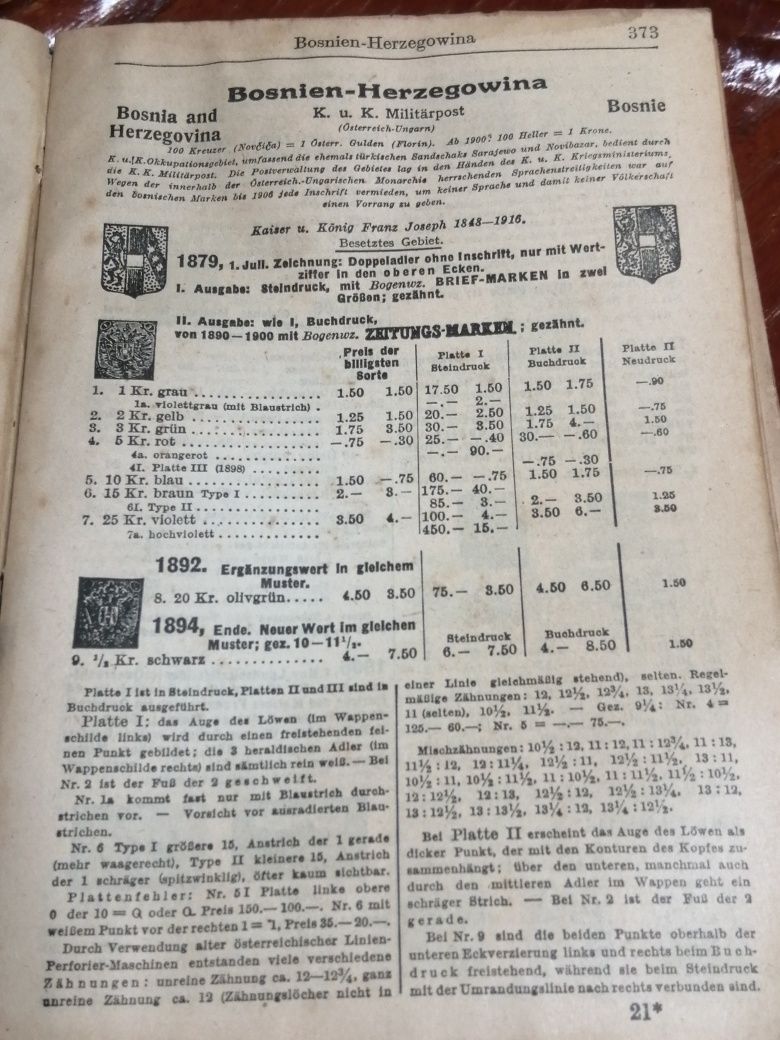 Bosnien-Herzegowina 373
Bosnien-Herzegowina
Bosnia and
Herzegovina
K. u. K. Militärpost
(Österreich-Ungarn)
Bosnie
100 Kreuzer (Novčiča) = 1 Österr. Gulden (Florin). Ab 1900: 100 Heller = 1 Krone.
K. u. K. Okkupationsgebiet, umfassend die ehemals türkischen Sandschaks Sarajewo und Novibazar, bedient durch
die K. K. Militärpost. Die Postverwaltung des Gebietes lag in den Händen des K. u. K. Kriegsministeriums.
Wegen der innerhalb der Österreich-Ungarischen Monarchie herrschenden Sprachenstreitigkeiten war auf
den bosnischen Marken bis 1906 jede Inschrift vermieden, um keiner Sprache und damit keiner Völkerschaft
einen Vorrang zu geben.
Kaiser u. König Franz Joseph 1848—1916.
Besetztes Gebiet.
1879, 1. Juli. Zeichnung: Doppeladler ohne Inschrift, nur mit Wert-
ziffer in den oberen Ecken.
I. Ausgabe: Steindruck, mit Bogenwz. BRIEF-MARKEN in zwei
Größen; gezähnt.
II. Ausgabe: wie I, Buchdruck,
von 1890—1900 mit Bogenwz. ZEITUNGS-MARKEN; gezähnt.
Preis der
billigsten
Sorte
Platte I
Steindruck
Platte II
Buchdruck
Platte II
Neudruck
1. 1 Kr. grau 1.50 1.50 17.50 1.50 1.50 1.75 —.90
1a. violettgrau (mit Blaustrich) —.— 2.—
2. 2 Kr. gelb 1.25 1.50 20.— 2.50 1.25 1.50 —.75
3. 3 Kr. grün 1.75 3.50 30.— 3.50 1.75 4.— 1.50
4. 5 Kr. rot —.75 —.30 25.— —.40 30.— —.60 —.60
4a. orangerot —.— 90.—
4I. Platte III (1898) —.75 —.30
5. 10 Kr. blau 1.50 —.75 60.— —.75 1.50 1.75 —.75
6. 15 Kr. braun Type I 2.— 3.— 175.— 40.—
6I. Type II 85.— 3.— 2.— 3.50 1.25
7. 25 Kr. violett 3.50 4.— 100.— 4.— 3.50 6.— 3.50
7a. hochviolett 450.— 15.—
1892. Ergänzungswert in gleichem
Muster.
8. 20 Kr. olivgrün 4.50 3.50 75.— 3.50 4.50 6.50 1.50
1894, Ende. Neuer Wert im gleichen
Muster; gez. 10—11½.
Steindruck Buchdruck
9. ½ Kr. schwarz 4.— 7.50 6.— 7.50 4.— 8.50 1.50
Platte I ist in Steindruck, Platten II und III sind in
Buchdruck ausgeführt.
Platte I: das Auge des Löwen (im Wappen-
schilde links) wird durch einen freistehenden fei-
nen Punkt gebildet; die 3 heraldischen Adler (im
Wappenschilde rechts) sind sämtlich rein weiß. — Bei
Nr. 2 ist der Fuß der 2 geschweift.
Nr. 1a kommt fast nur mit Blaustrich durch-
strichen vor. — Vorsicht vor ausradierten Blau-
strichen.
Nr. 6 Type I größere 15, Anstrich der 1 gerade
(mehr waagerecht), Type II kleinere 15, Anstrich
der 1 schräger (spitzwinklig), öfter kaum sichtbar.
Plattenfehler: Nr. 5I Platte linke obere
0 der 10 = Q oder Q. Preis 150.— 100.—. Nr. 6 mit
weißem Punkt vor der rechten 1 = ·1, Preis 35.— 20.—.
Durch Verwendung alter österreichischer Linien-
Perforier-Maschinen entstanden viele verschiedene
Zähnungen: unreine Zähnung ca. 12—12¾, ganz
unreine Zähnung ca. 12 (Zähnungslöcher nicht in
einer Linie gleichmäßig stehend), selten. Regel-
mäßige Zähnungen: 12, 12½, 12¾, 13, 13¼, 13½,
11 (selten), 10½, 11½. — Gez. 9¼: Nr. 4 =
125.— 60.—; Nr. 5 = —.— 75.—.
Mischzähnungen: 10½ : 12, 11 : 12, 11 : 12¾, 11 : 13,
11½ : 12, 12 : 11¼, 12½ : 11, 12½ : 11½, 13 : 11,
10½ : 11, 10½ : 11½, 11 : 10½, 11 : 11½, 11½ : 10½,
12 : 12½, 12 : 13, 12½ : 12, 12½ : 13¼, 13 : 12,
13 : 12½, 13 : 13½, 13¼ : 12, 13¼ : 12½.
Bei Platte II erscheint das Auge des Löwen als
dicker Punkt, der mit den Konturen des Kopfes zu-
sammenhängt; über den unteren, manchmal auch
durch den mittleren Adler im Wappen geht ein
schräger Strich. — Bei Nr. 2 ist der Fuß der 2
gerade.
Bei Nr. 9 sind die beiden Punkte oberhalb der
unteren Eckverzierung links und rechts beim Buch-
druck freistehend, während sie beim Steindruck
mit der Umrandungslinie nach rechts verbunden sind.
21*